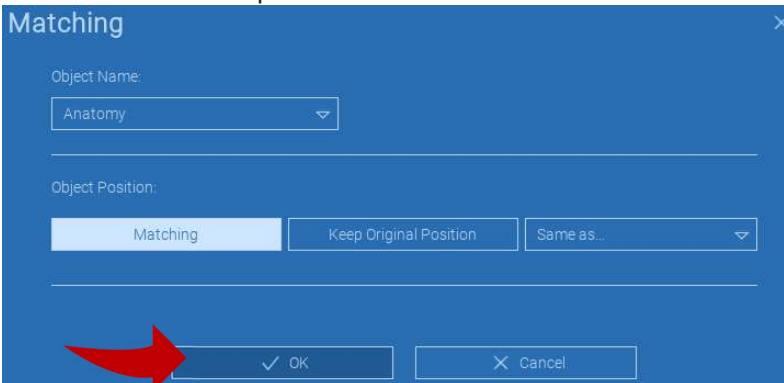 Matching
Object Name:
Anatomy
Object Position:
Matching Keep Original Position Same as...
OK Cancel